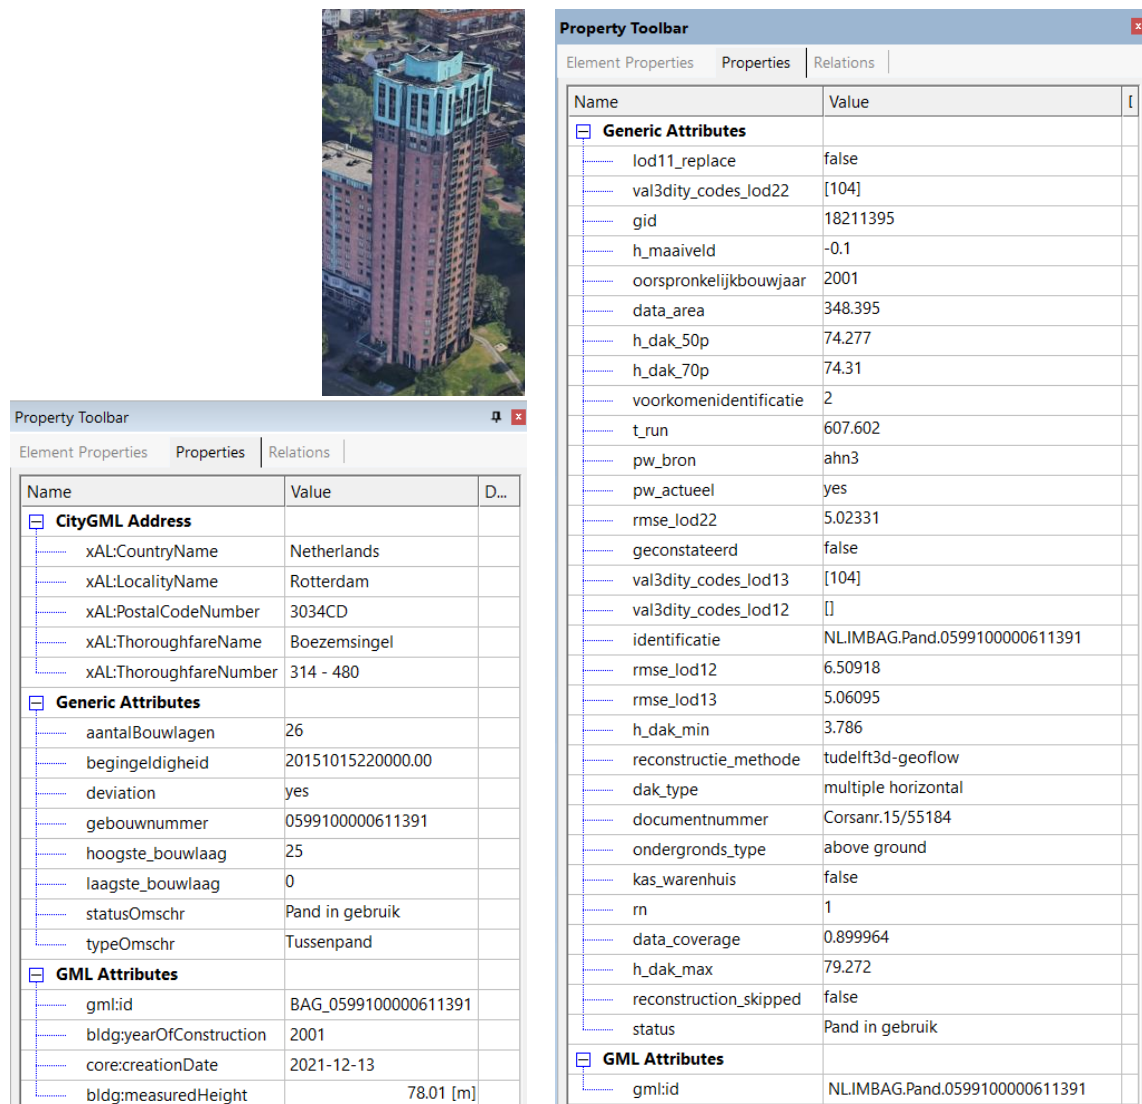 Property Toolbar
Element Properties Properties Relations
Name Value D...
CityGML Address
xAL:CountryName Netherlands
xAL:LocalityName Rotterdam
xAL:PostalCodeNumber 3034CD
xAL:ThoroughfareName Boezemsingel
xAL:ThoroughfareNumber 314 - 480
Generic Attributes
aantalBouwlagen 26
begingeldigheid 20151015220000.00
deviation yes
gebouwnummer 0599100000611391
hoogste_bouwlaag 25
laagste_bouwlaag 0
statusOmschr Pand in gebruik
typeOmschr Tussenpand
GML Attributes
gml:id BAG_0599100000611391
bldg:yearOfConstruction 2001
core:creationDate 2021-12-13
bldg:measuredHeight 78.01 [m]
Property Toolbar
Element Properties Properties Relations
Name Value [
Generic Attributes
lod11_replace false
val3dity_codes_lod22 [104]
gid 18211395
h_maaiveld -0.1
oorspronkelijkbouwjaar 2001
data_area 348.395
h_dak_50p 74.277
h_dak_70p 74.31
voorkomenidentificatie 2
t_run 607.602
pw_bron ahn3
pw_actueel yes
rmse_lod22 5.02331
geconstateerd false
val3dity_codes_lod13 [104]
val3dity_codes_lod12 []
identificatie NL.IMBAG.Pand.0599100000611391
rmse_lod12 6.50918
rmse_lod13 5.06095
h_dak_min 3.786
reconstructie_methode tudelft3d-geoflow
dak_type multiple horizontal
documentnummer Corsanr.15/55184
ondergronds_type above ground
kas_warenhuis false
rn 1
data_coverage 0.899964
h_dak_max 79.272
reconstruction_skipped false
status Pand in gebruik
GML Attributes
gml:id NL.IMBAG.Pand.0599100000611391